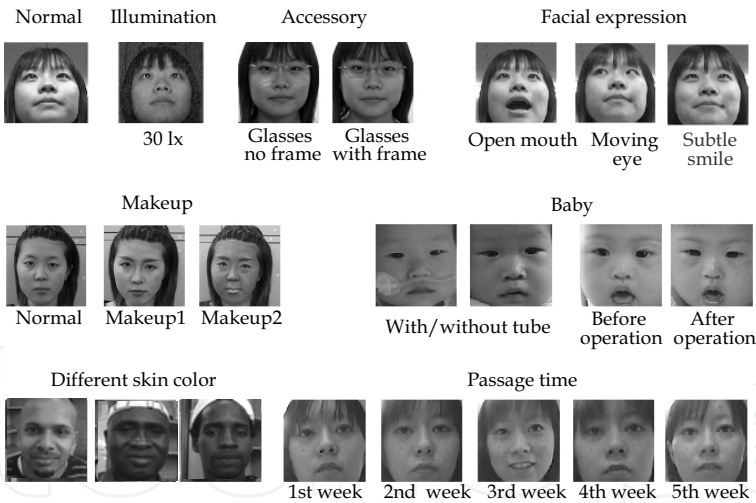 Normal
Illumination
Accessory
Facial expression
30 lx
Glasses
no frame
Glasses
with frame
Open mouth
Moving
eye
Subtle
smile
Makeup
Baby
Normal
Makeup1
Makeup2
With/without tube
Before
operation
After
operation
Different skin color
Passage time
1st week
2nd week
3rd week
4th week
5th week